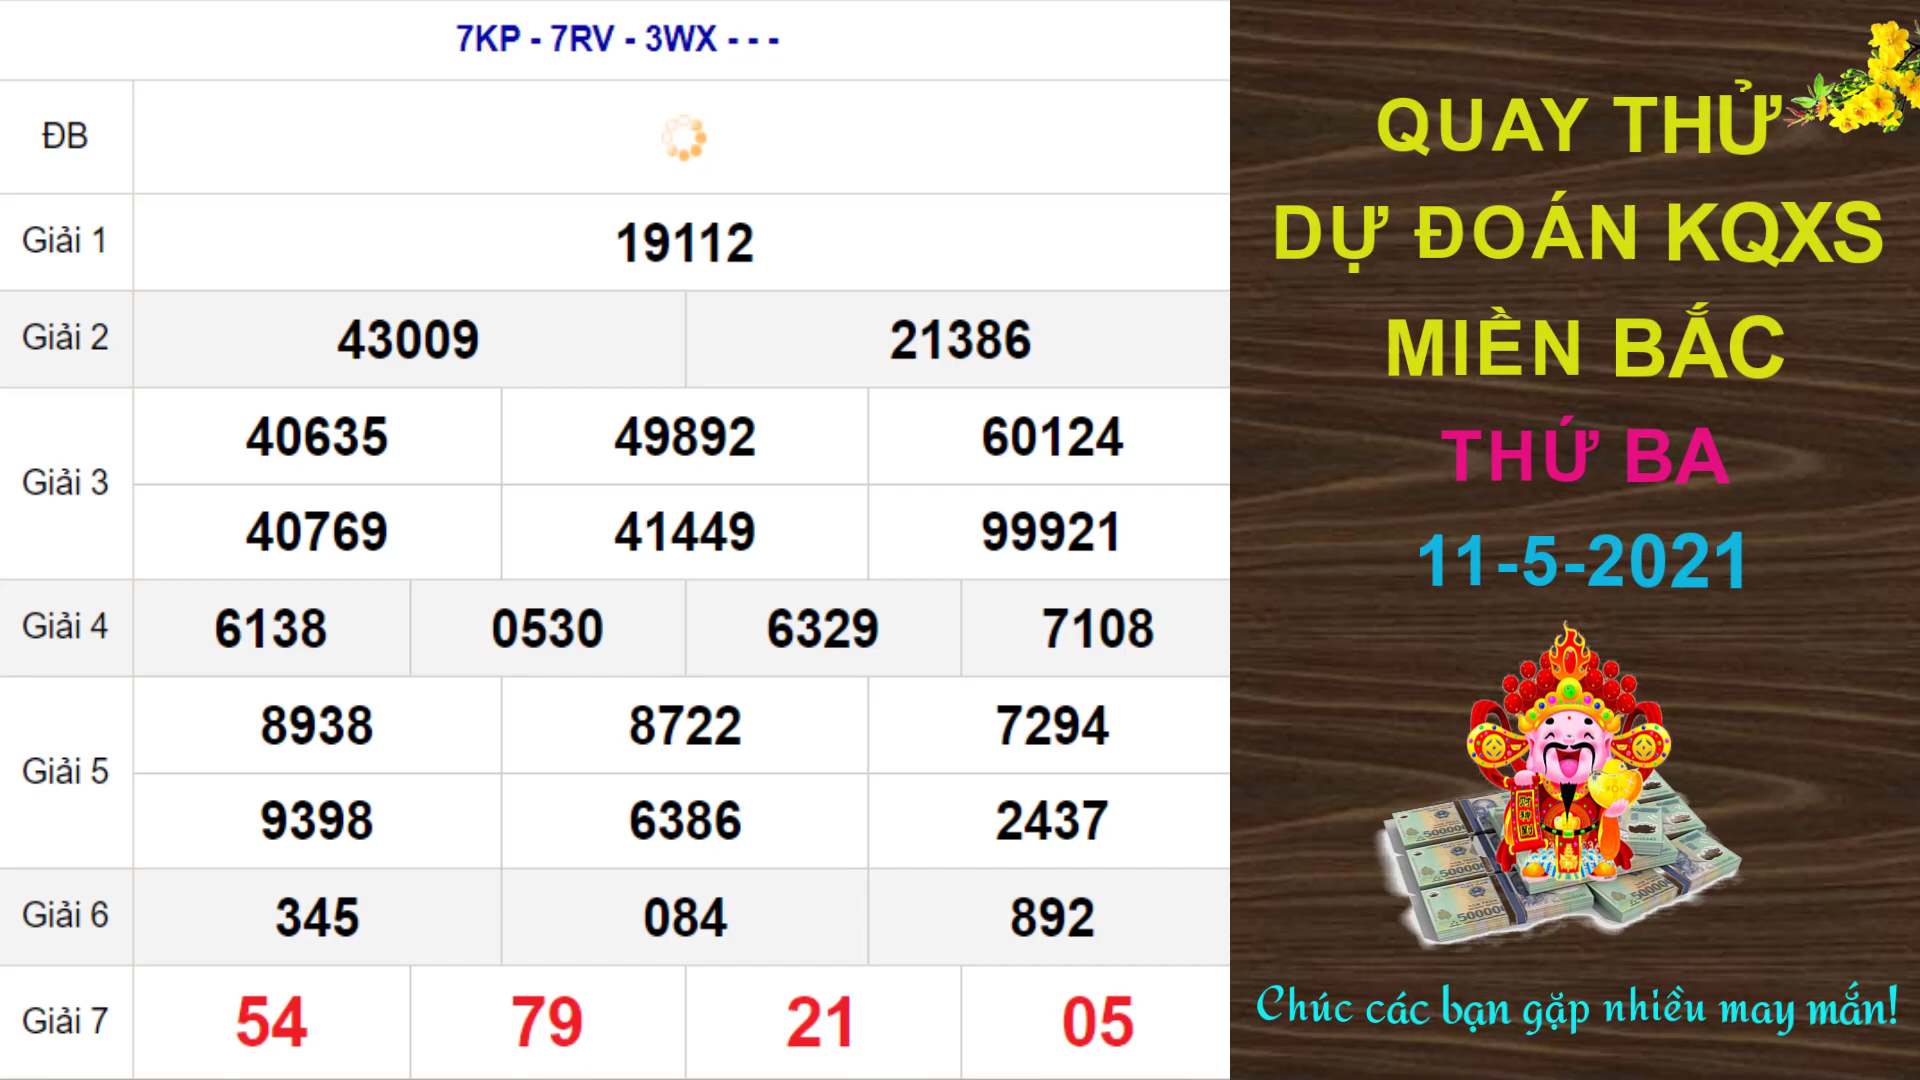 7KP - 7RV - 3WX - - -
ĐB
Giải 1 19112
Giải 2 43009 21386
Giải 3 40635 49892 60124
40769 41449 99921
Giải 4 6138 0530 6329 7108
Giải 5 8938 8722 7294
9398 6386 2437
Giải 6 345 084 892
Giải 7 54 79 21 05
QUAY THỬ
DỰ ĐOÁN KQXS
MIỀN BẮC
THỨ BA
11-5-2021
Chúc các bạn gặp nhiều may mắn!